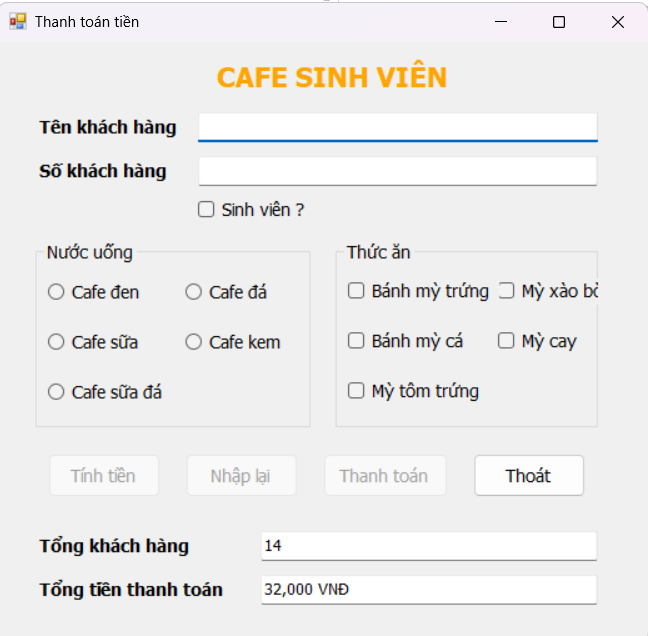 Thanh toán tiền
CAFE SINH VIÊN
Tên khách hàng
Số khách hàng
Sinh viên ?
Nước uống
Cafe đen
Cafe đá
Cafe sữa
Cafe kem
Cafe sữa đá
Thức ăn
Bánh mỳ trứng
Mỳ xào bò
Bánh mỳ cá
Mỳ cay
Mỳ tôm trứng
Tính tiền
Nhập lại
Thanh toán
Thoát
Tổng khách hàng
14
Tổng tiền thanh toán
32,000 VNĐ